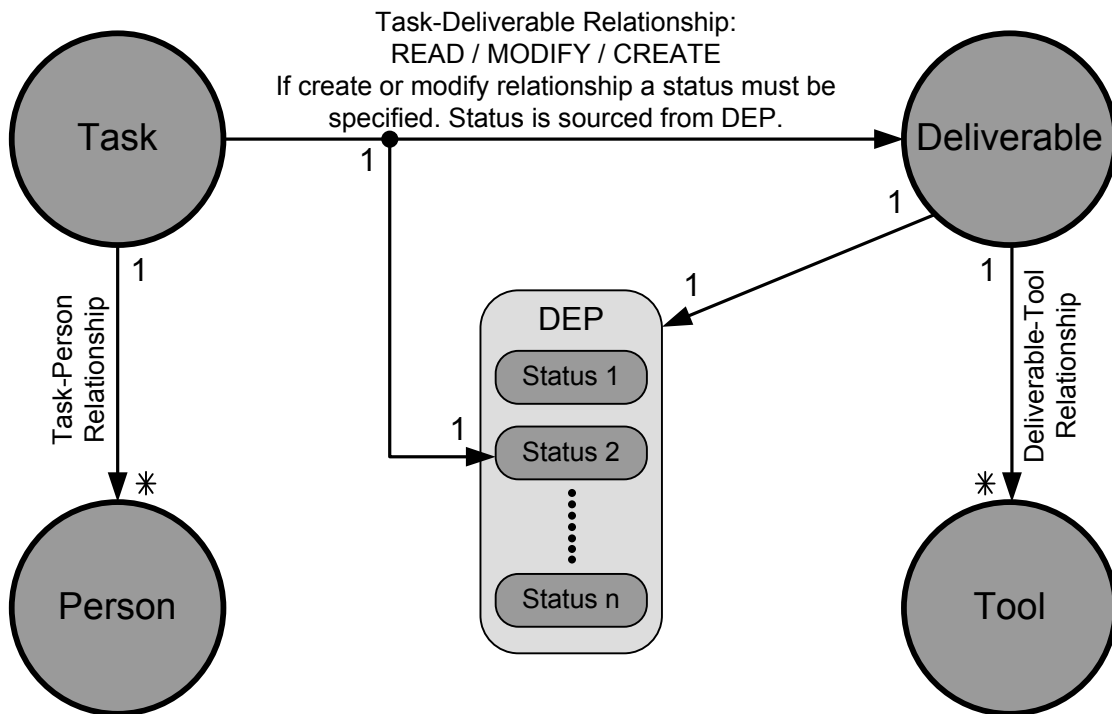 Task-Deliverable Relationship:
READ / MODIFY / CREATE
If create or modify relationship a status must be
specified. Status is sourced from DEP.
Task
Deliverable
1
1
1
1
1
Task-Person
Relationship
DEP
Status 1
Deliverable-Tool
Relationship
1
Status 2
*
*
Status n
Person
Tool